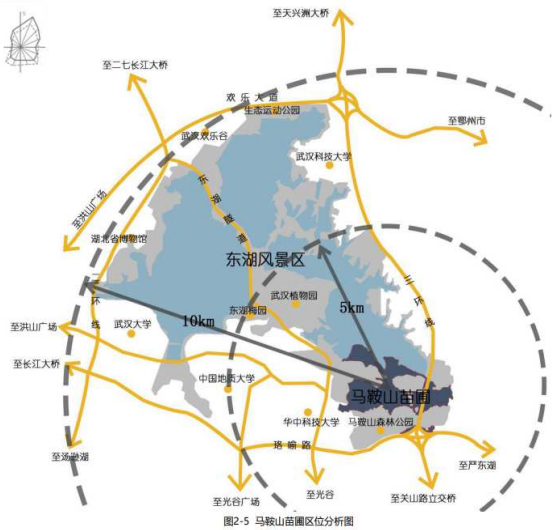 至天兴洲大桥
至二七长江大桥
欢乐大道
生态运动公园
至鄂州市
武汉欢乐谷
武汉科技大学
东湖隧道
至洪山广场
湖北省博物馆
东湖风景区
二环线
三环线
武汉植物园
5km
东湖梅园
10km
至洪山广场
武汉大学
至长江大桥
中国地质大学
马鞍山苗圃
华中科技大学
马鞍山森林公园
珞喻路
至汤逊湖
至严东湖
至光谷广场
至光谷
至关山路立交桥
图2-5 马鞍山苗圃区位分析图